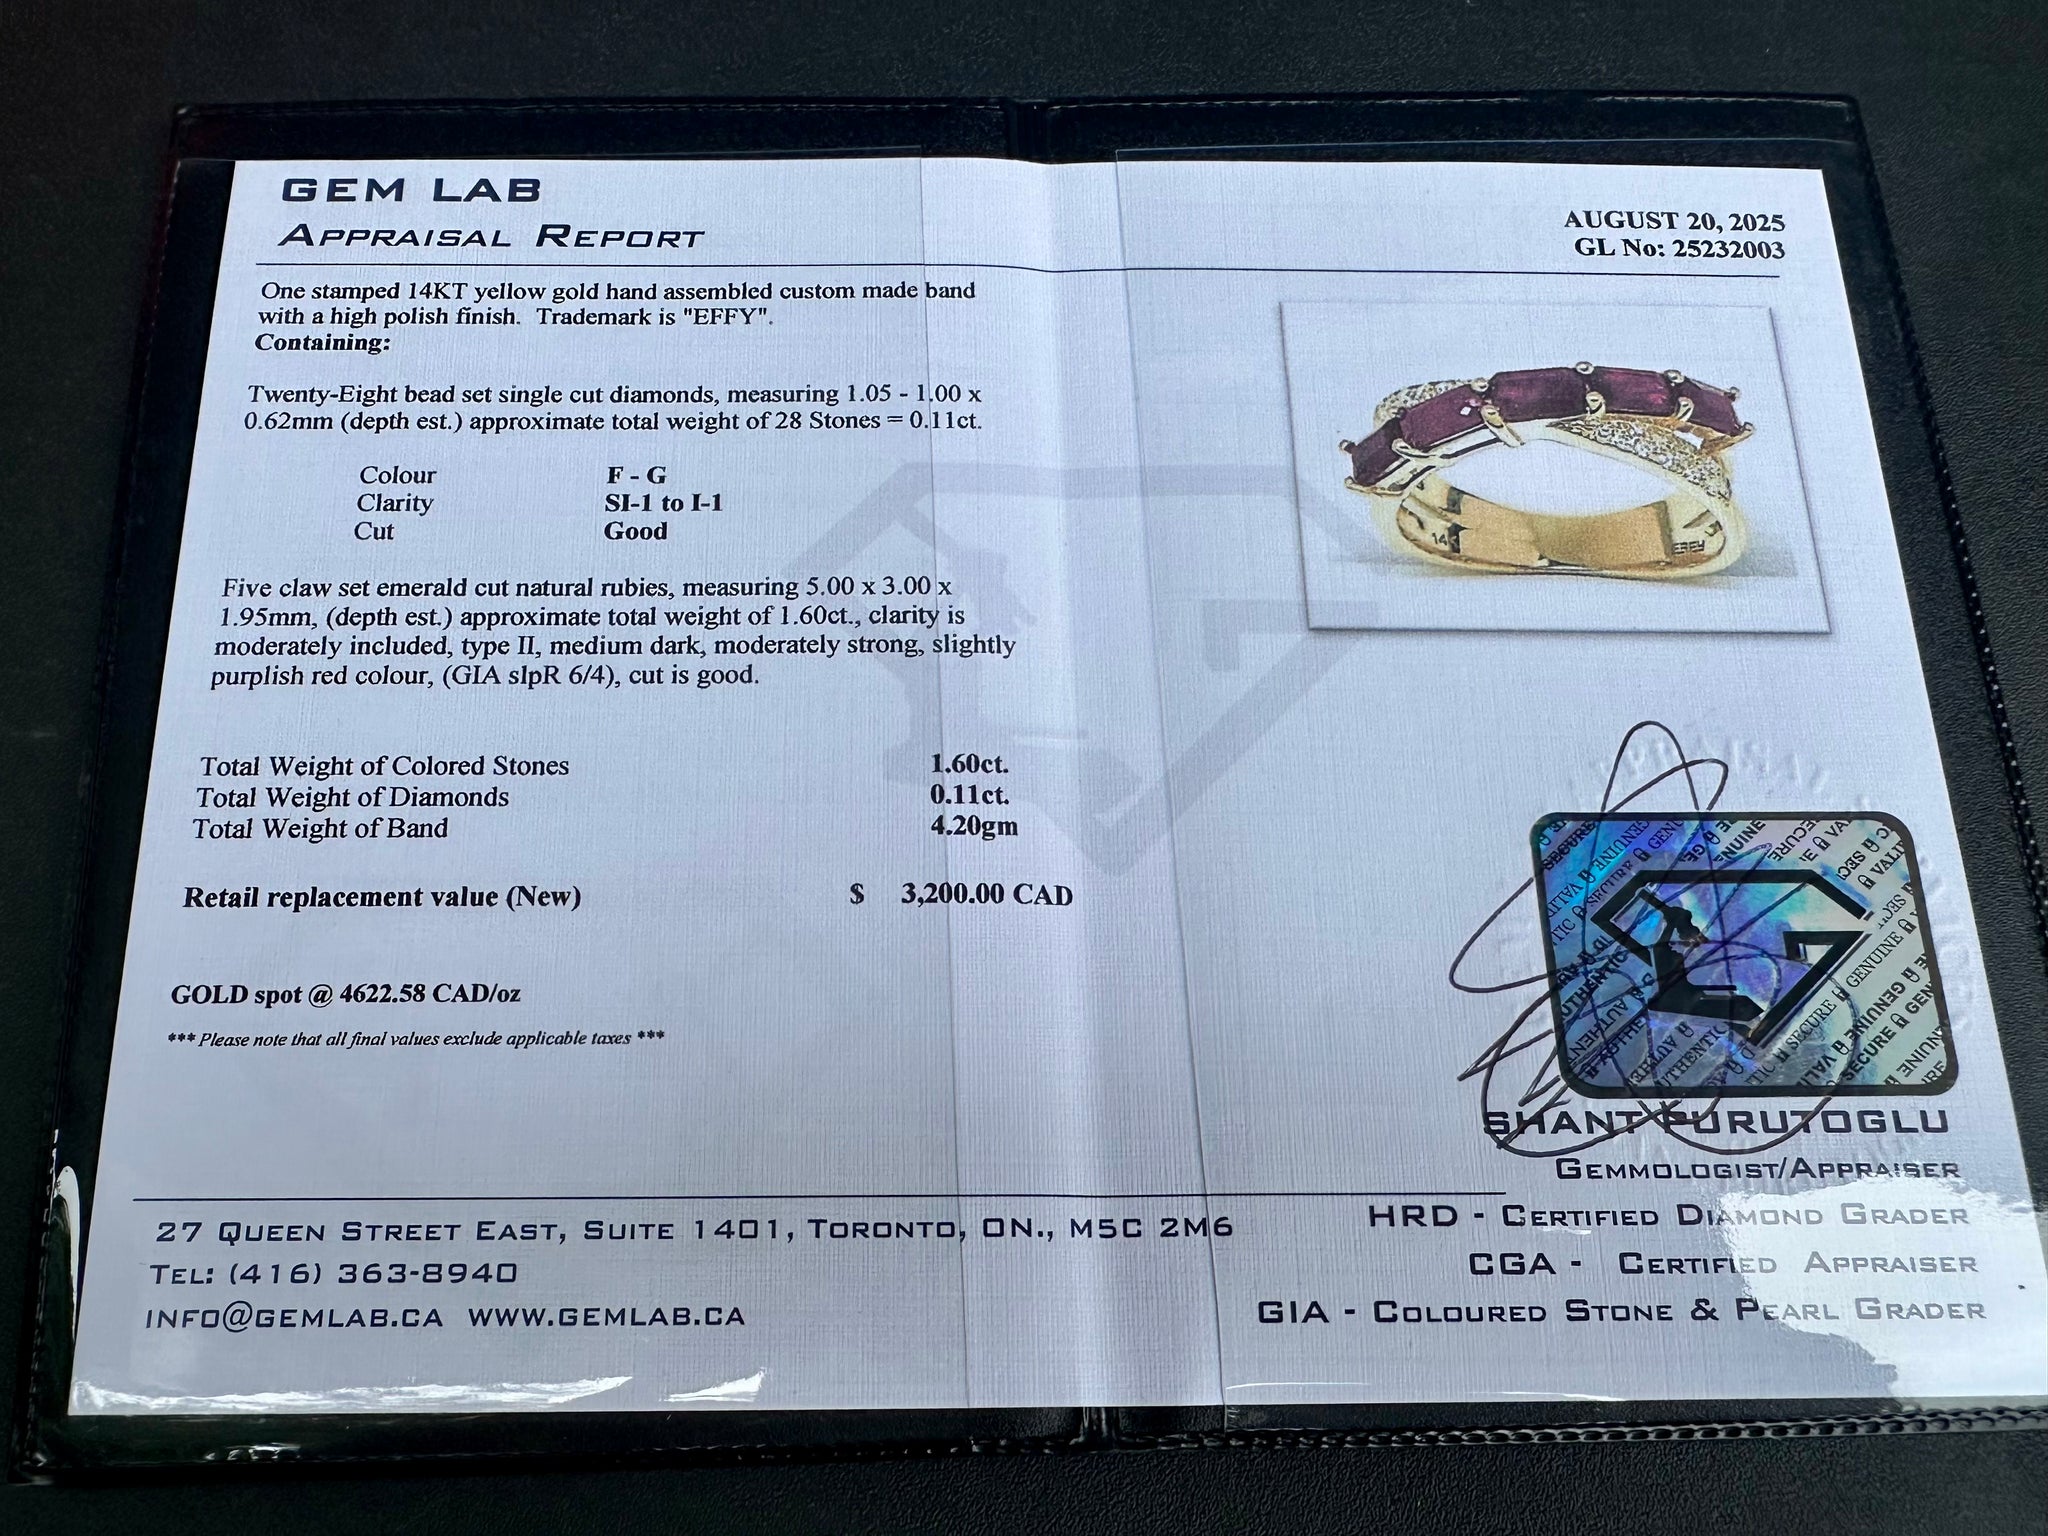 GEM LAB
APPRAISAL REPORT
AUGUST 20, 2025
GL No: 25232003
One stamped 14KT yellow gold hand assembled custom made band
with a high polish finish. Trademark is "EFFY".
Containing:
Twenty-Eight bead set single cut diamonds, measuring 1.05 - 1.00 x
0.62mm (depth est.) approximate total weight of 28 Stones = 0.11ct.
Colour F - G
Clarity SI-1 to I-1
Cut Good
Five claw set emerald cut natural rubies, measuring 5.00 x 3.00 x
1.95mm, (depth est.) approximate total weight of 1.60ct., clarity is
moderately included, type II, medium dark, moderately strong, slightly
purplish red colour, (GIA slpR 6/4), cut is good.
Total Weight of Colored Stones 1.60ct.
Total Weight of Diamonds 0.11ct.
Total Weight of Band 4.20gm
Retail replacement value (New) $ 3,200.00 CAD
GOLD spot @ 4622.58 CAD/oz
*** Please note that all final values exclude applicable taxes ***
14K
EFFY
SECURE GENUINE VALID AUTHENTIC
SHANT PURUTOGLU
GEMMOLOGIST/APPRAISER
HRD - CERTIFIED DIAMOND GRADER
CGA - CERTIFIED APPRAISER
GIA - COLOURED STONE & PEARL GRADER
27 QUEEN STREET EAST, SUITE 1401, TORONTO, ON., M5C 2M6
TEL: (416) 363-8940
INFO@GEMLAB.CA WWW.GEMLAB.CA